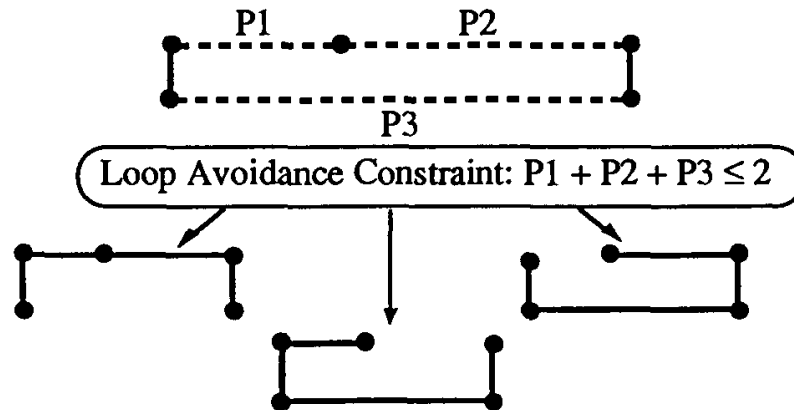 P1 P2
P3
Loop Avoidance Constraint: P1 + P2 + P3 ≤ 2